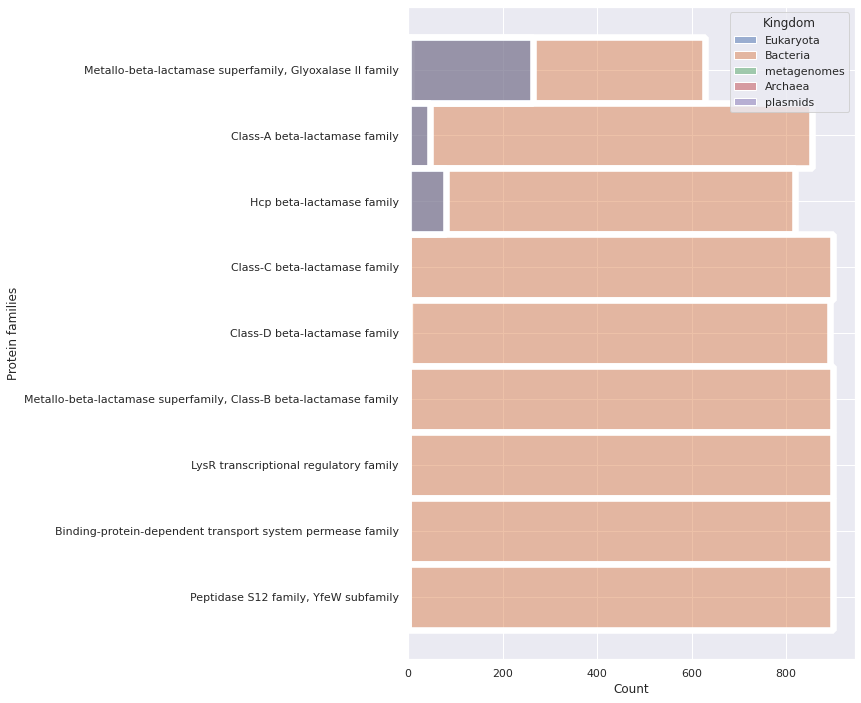 Kingdom
Eukaryota
Bacteria
metagenomes
Archaea
plasmids
Protein families
Metallo-beta-lactamase superfamily, Glyoxalase II family
Class-A beta-lactamase family
Hcp beta-lactamase family
Class-C beta-lactamase family
Class-D beta-lactamase family
Metallo-beta-lactamase superfamily, Class-B beta-lactamase family
LysR transcriptional regulatory family
Binding-protein-dependent transport system permease family
Peptidase S12 family, YfeW subfamily
0 200 400 600 800
Count